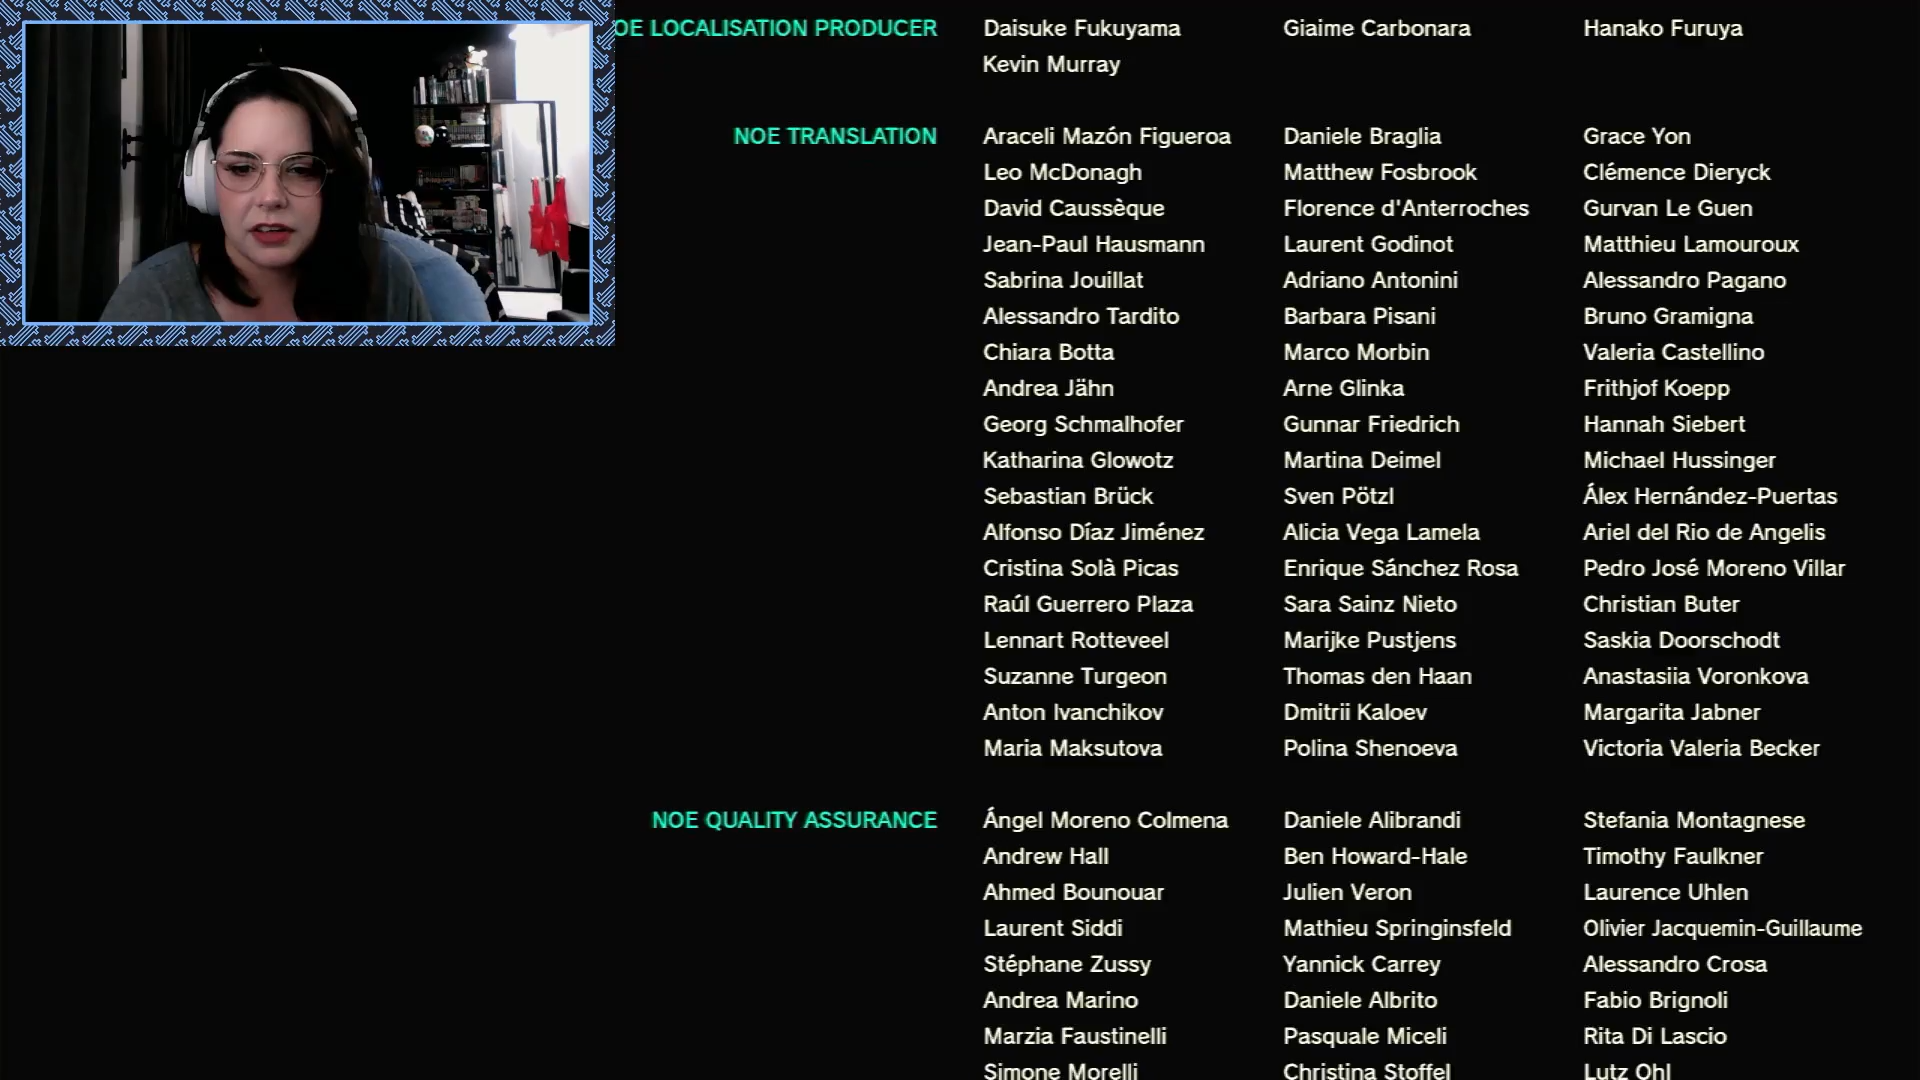 OE LOCALISATION PRODUCER Daisuke Fukuyama Giaime Carbonara Hanako Furuya
Kevin Murray
NOE TRANSLATION Araceli Mazón Figueroa Daniele Braglia Grace Yon
Leo McDonagh Matthew Fosbrook Clémence Dieryck
David Caussèque Florence d'Anterroches Gurvan Le Guen
Jean-Paul Hausmann Laurent Godinot Matthieu Lamouroux
Sabrina Jouillat Adriano Antonini Alessandro Pagano
Alessandro Tardito Barbara Pisani Bruno Gramigna
Chiara Botta Marco Morbin Valeria Castellino
Andrea Jähn Arne Glinka Frithjof Koepp
Georg Schmalhofer Gunnar Friedrich Hannah Siebert
Katharina Glowotz Martina Deimel Michael Hussinger
Sebastian Brück Sven Pötzl Álex Hernández-Puertas
Alfonso Díaz Jiménez Alicia Vega Lamela Ariel del Rio de Angelis
Cristina Solà Picas Enrique Sánchez Rosa Pedro José Moreno Villar
Raúl Guerrero Plaza Sara Sainz Nieto Christian Buter
Lennart Rotteveel Marijke Pustjens Saskia Doorschodt
Suzanne Turgeon Thomas den Haan Anastasiia Voronkova
Anton Ivanchikov Dmitrii Kaloev Margarita Jabner
Maria Maksutova Polina Shenoeva Victoria Valeria Becker
NOE QUALITY ASSURANCE Ángel Moreno Colmena Daniele Alibrandi Stefania Montagnese
Andrew Hall Ben Howard-Hale Timothy Faulkner
Ahmed Bounouar Julien Veron Laurence Uhlen
Laurent Siddi Mathieu Springinsfeld Olivier Jacquemin-Guillaume
Stéphane Zussy Yannick Carrey Alessandro Crosa
Andrea Marino Daniele Albrito Fabio Brignoli
Marzia Faustinelli Pasquale Miceli Rita Di Lascio
Simone Morelli Christina Stoffel Lutz Ohl